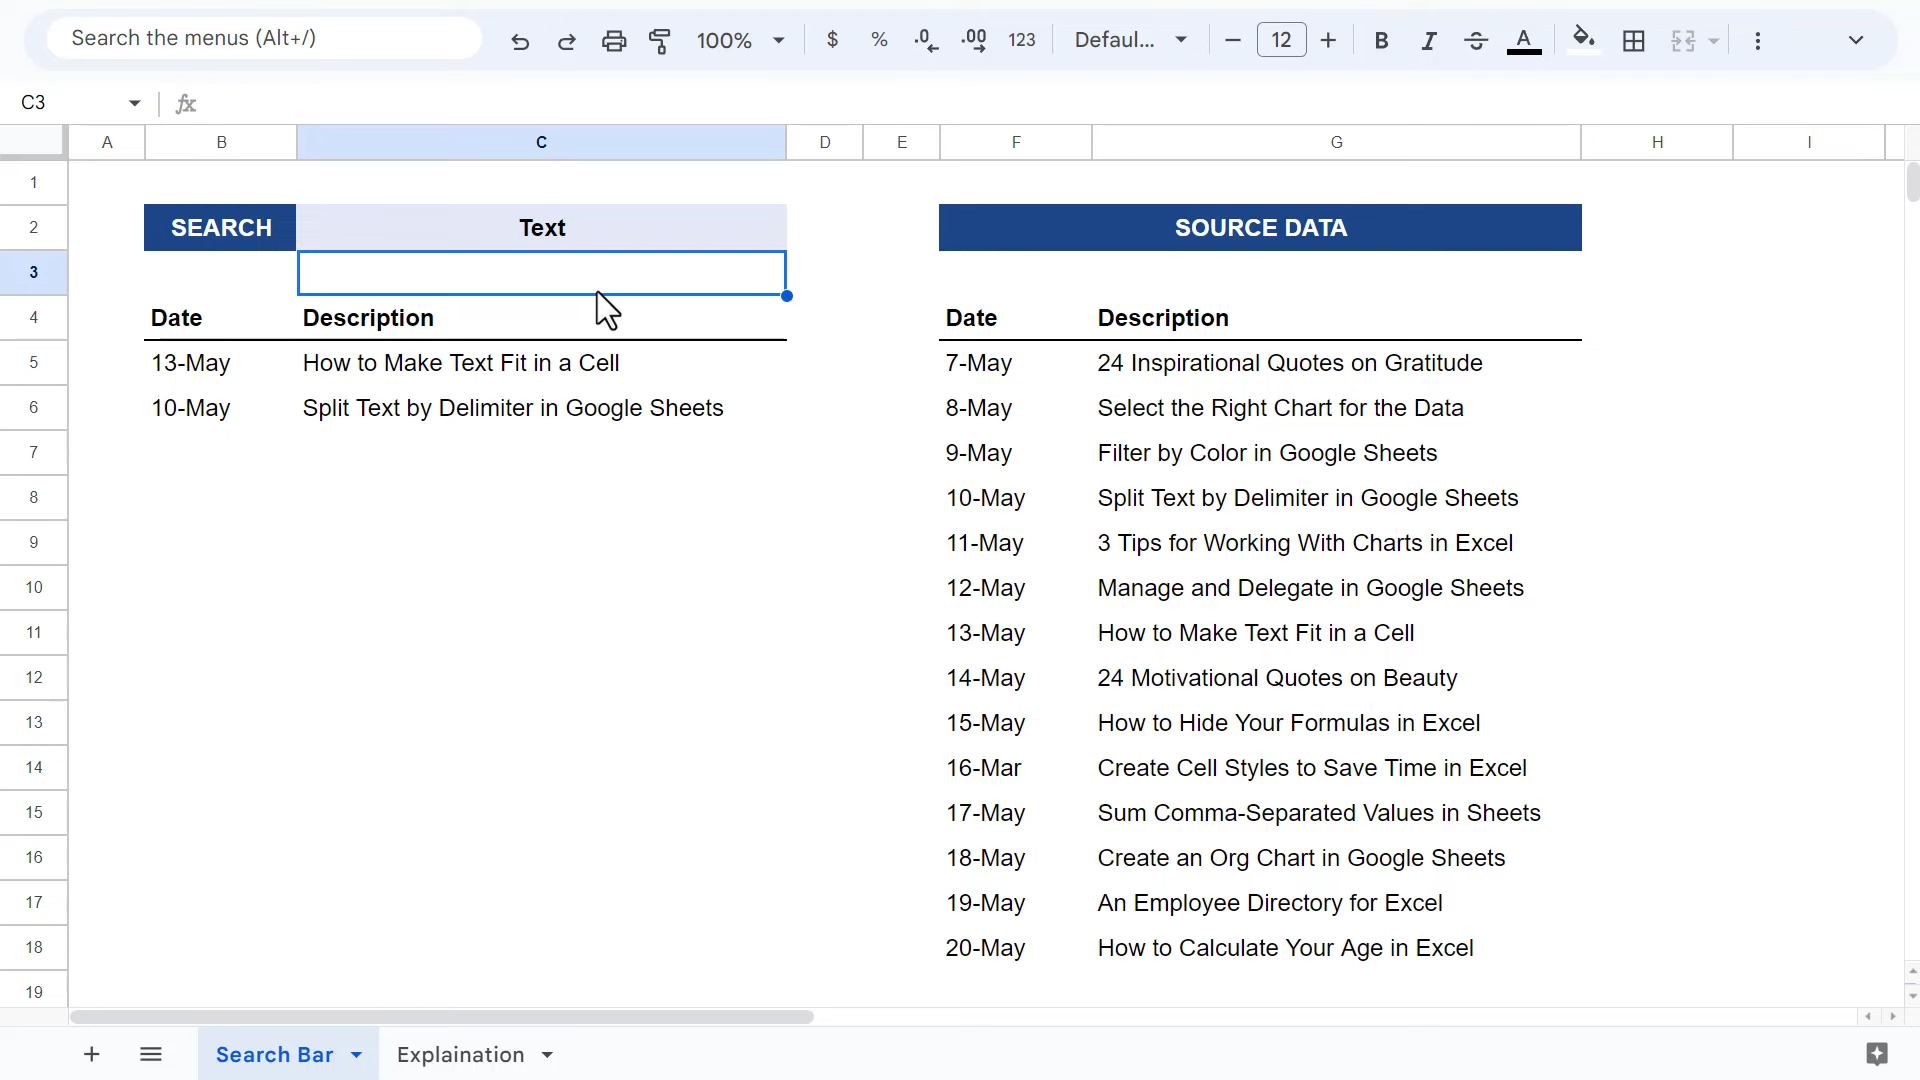 Search the menus (Alt+/)
100%
$
%
.0
.00
123
Defaul...
12
B
I
A
C3
fx
A B C D E F G H I
1
2 SEARCH Text SOURCE DATA
3
4 Date Description Date Description
5 13-May How to Make Text Fit in a Cell 7-May 24 Inspirational Quotes on Gratitude
6 10-May Split Text by Delimiter in Google Sheets 8-May Select the Right Chart for the Data
7 9-May Filter by Color in Google Sheets
8 10-May Split Text by Delimiter in Google Sheets
9 11-May 3 Tips for Working With Charts in Excel
10 12-May Manage and Delegate in Google Sheets
11 13-May How to Make Text Fit in a Cell
12 14-May 24 Motivational Quotes on Beauty
13 15-May How to Hide Your Formulas in Excel
14 16-Mar Create Cell Styles to Save Time in Excel
15 17-May Sum Comma-Separated Values in Sheets
16 18-May Create an Org Chart in Google Sheets
17 19-May An Employee Directory for Excel
18 20-May How to Calculate Your Age in Excel
19
Search Bar Explaination